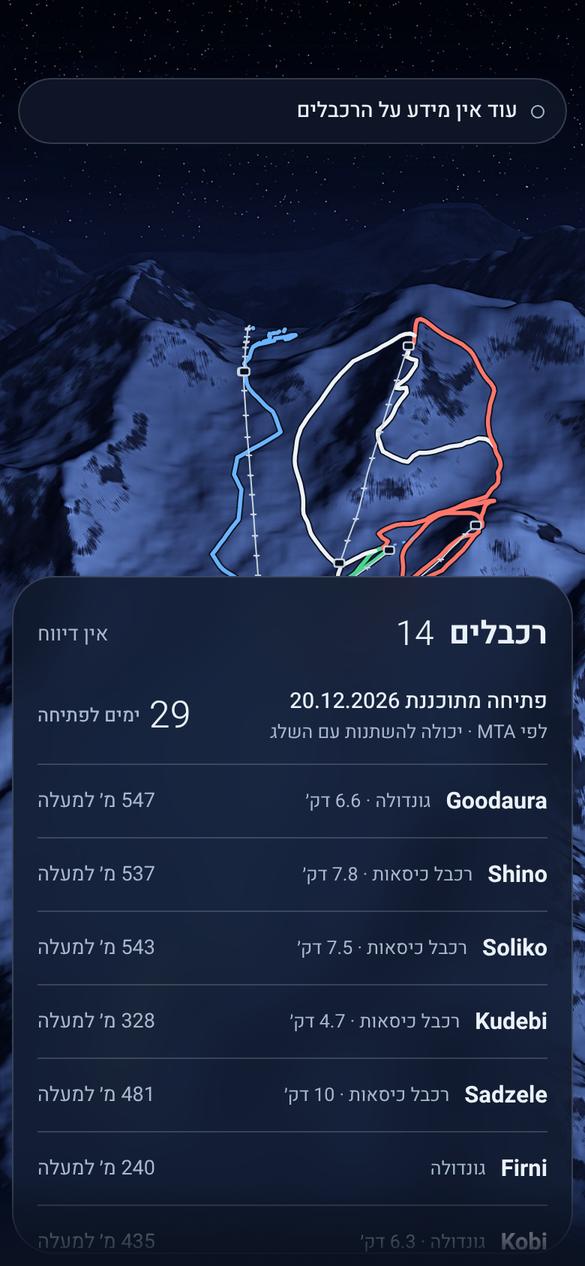 עוד אין מידע על הרכבלים
רכבלים 14
אין דיווח
פתיחה מתוכננת 20.12.2026
לפי MTA · יכולה להשתנות עם השלג
29 ימים לפתיחה
Goodaura גונדולה · 6.6 דק׳ 547 מ׳ למעלה
Shino רכבל כיסאות · 7.8 דק׳ 537 מ׳ למעלה
Soliko רכבל כיסאות · 7.5 דק׳ 543 מ׳ למעלה
Kudebi רכבל כיסאות · 4.7 דק׳ 328 מ׳ למעלה
Sadzele רכבל כיסאות · 10 דק׳ 481 מ׳ למעלה
Firni גונדולה 240 מ׳ למעלה
Kobi גונדולה · 6.3 דק׳ 435 מ׳ למעלה